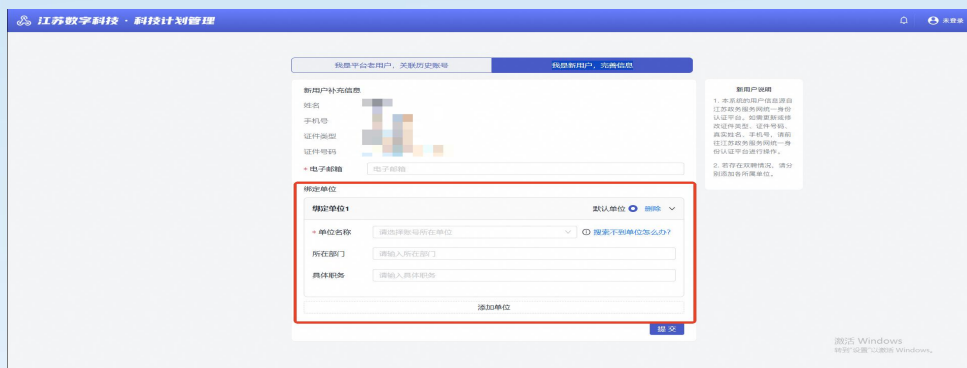 江苏数字科技 · 科技计划管理
未登录
我是平台老用户，关联历史账号
我是新用户，完善信息
新用户补充信息
姓名
手机号
证件类型
证件号码
* 电子邮箱 电子邮箱
绑定单位
绑定单位1 默认单位 删除
* 单位名称 请选择账号所在单位 搜索不到单位怎么办?
所在部门 请输入所在部门
具体职务 请输入具体职务
添加单位
提 交
新用户说明
1. 本系统的用户信息源自
江苏政务服务网统一身份
认证平台。如需更新或修
改证件类型、证件号码、
真实姓名、手机号，请前
往江苏政务服务网统一身
份认证平台进行操作。
2. 若存在双聘情况，请分
别添加各所属单位。
激活 Windows
转到"设置"以激活 Windows。